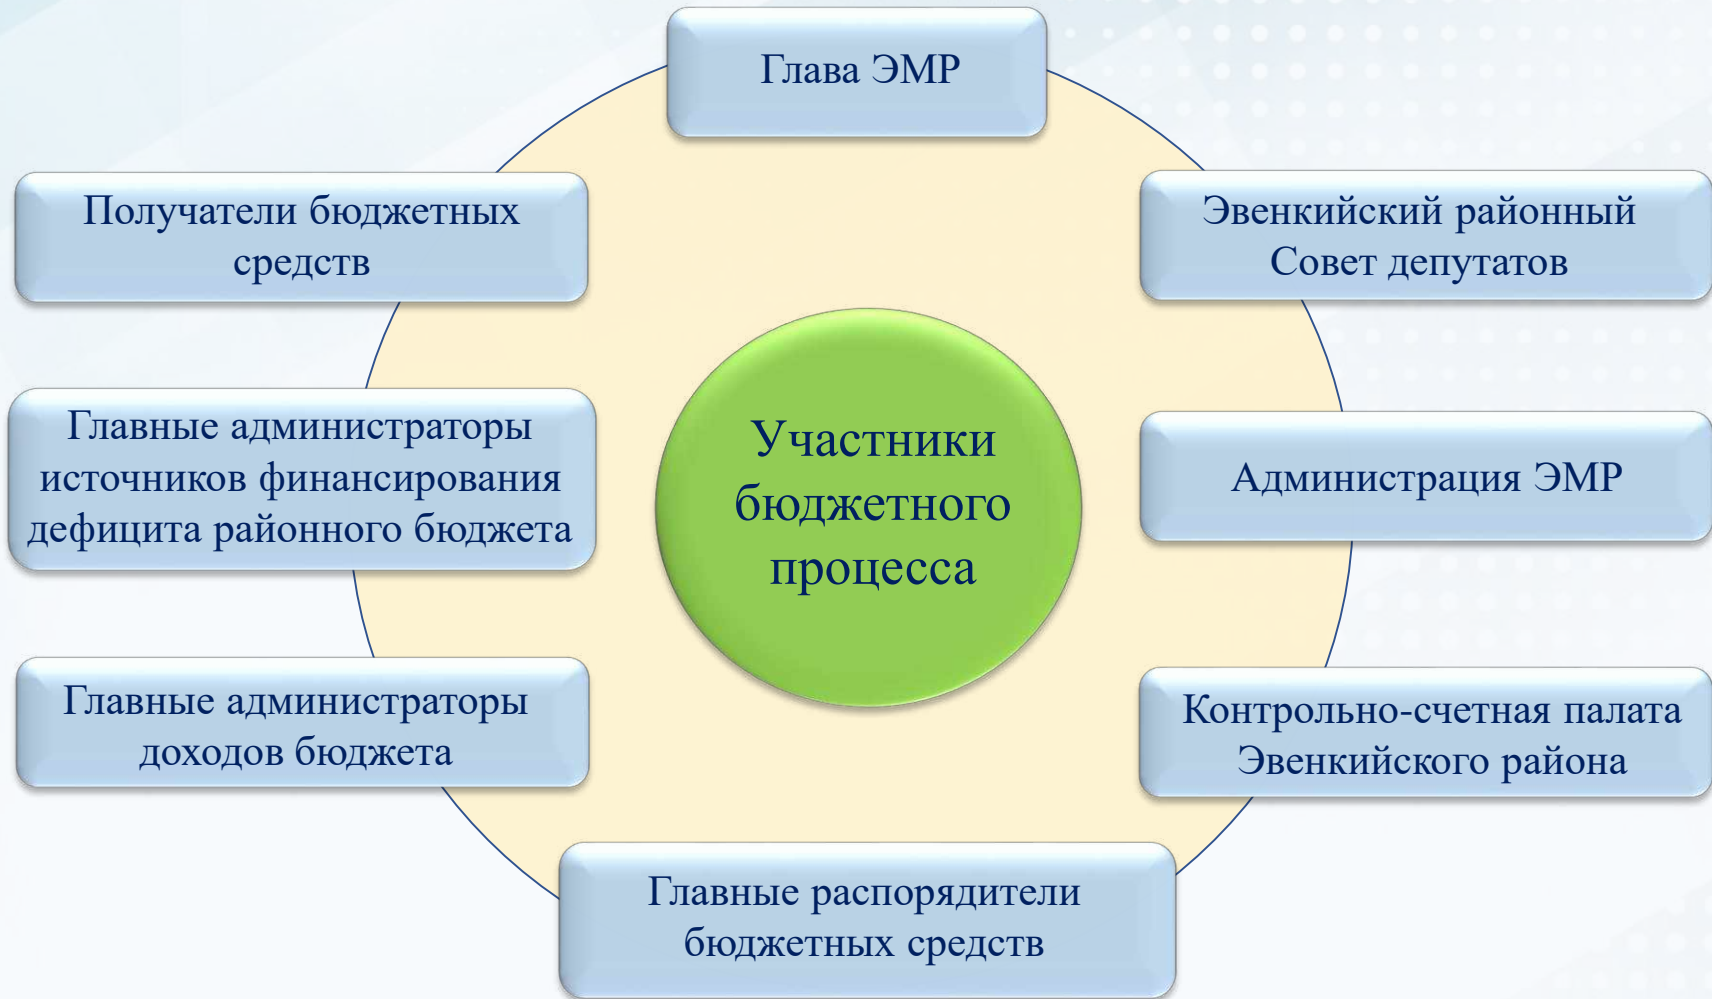 Глава ЭМР
Получатели бюджетных
средств
Эвенкийский районный
Совет депутатов
Главные администраторы
источников финансирования
дефицита районного бюджета
Участники
бюджетного
процесса
Администрация ЭМР
Главные администраторы
доходов бюджета
Контрольно-счетная палата
Эвенкийского района
Главные распорядители
бюджетных средств